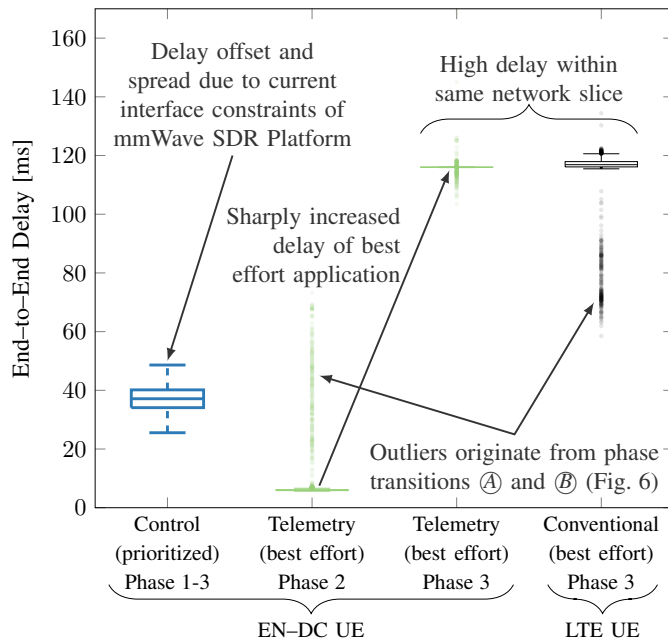 160
140
120
100
80
60
40
20
0
End–to–End Delay [ms]
Delay offset and
spread due to current
interface constraints of
mmWave SDR Platform
High delay within
same network slice
Sharply increased
delay of best
effort application
Outliers originate from phase
transitions Ⓐ and Ⓑ (Fig. 6)
Control
(prioritized)
Phase 1-3
Telemetry
(best effort)
Phase 2
Telemetry
(best effort)
Phase 3
Conventional
(best effort)
Phase 3
EN–DC UE
LTE UE